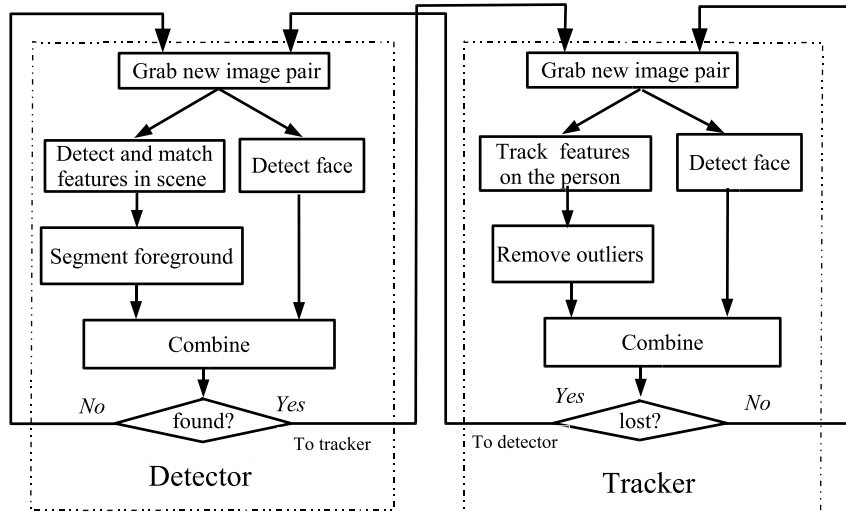 Grab new image pair
Detect and match
features in scene
Detect face
Segment foreground
Combine
No
found?
Yes
To tracker
Detector
Grab new image pair
Track features
on the person
Detect face
Remove outliers
Combine
Yes
lost?
No
To detector
Tracker